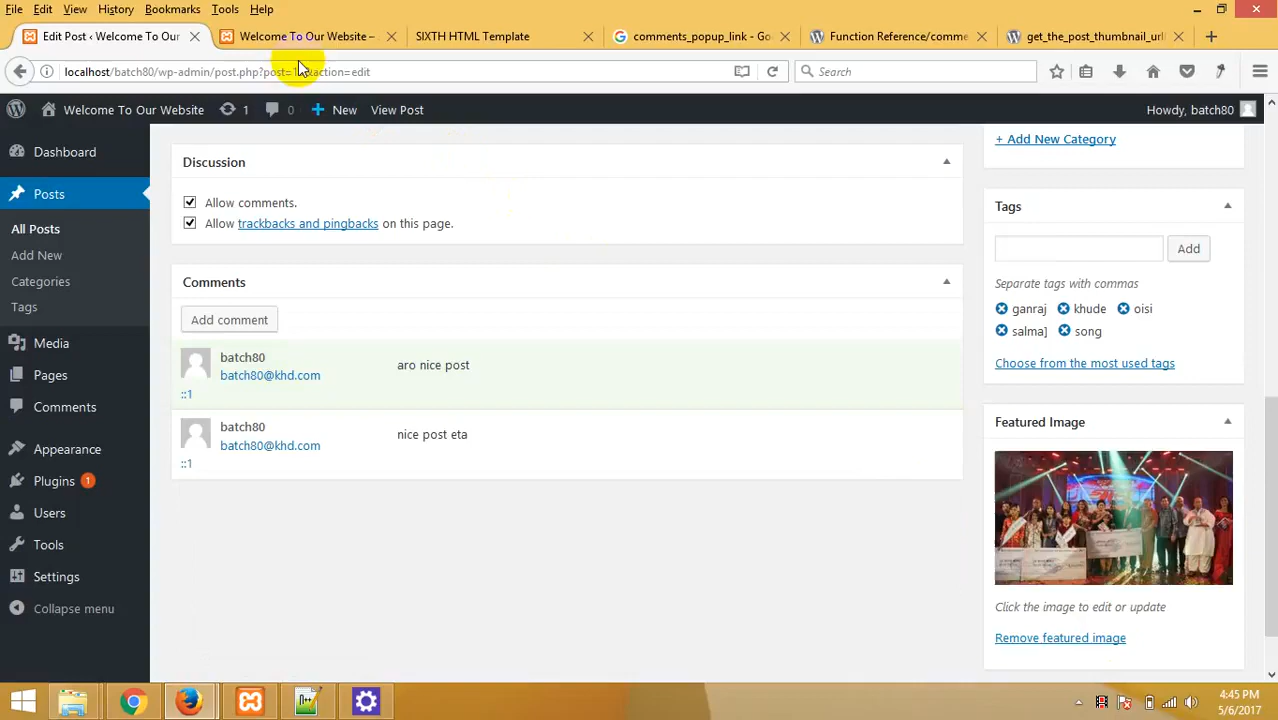 File Edit View History Bookmarks Tools Help
Edit Post ‹ Welcome To Our
Welcome To Our Website –
SIXTH HTML Template
comments_popup_link - Go
Function Reference/comme
get_the_post_thumbnail_url
localhost/batch80/wp-admin/post.php?post=1 action=edit
Search
Welcome To Our Website 1 0 New View Post
Howdy, batch80
Dashboard
Posts
All Posts
Add New
Categories
Tags
Media
Pages
Comments
Appearance
Plugins 1
Users
Tools
Settings
Collapse menu
Discussion
Allow comments.
Allow trackbacks and pingbacks on this page.
Comments
Add comment
batch80
batch80@khd.com
::1
aro nice post
batch80
batch80@khd.com
::1
nice post eta
+ Add New Category
Tags
Add
Separate tags with commas
ganraj khude oisi
salma] song
Choose from the most used tags
Featured Image
Click the image to edit or update
Remove featured image
4:45 PM
5/6/2017